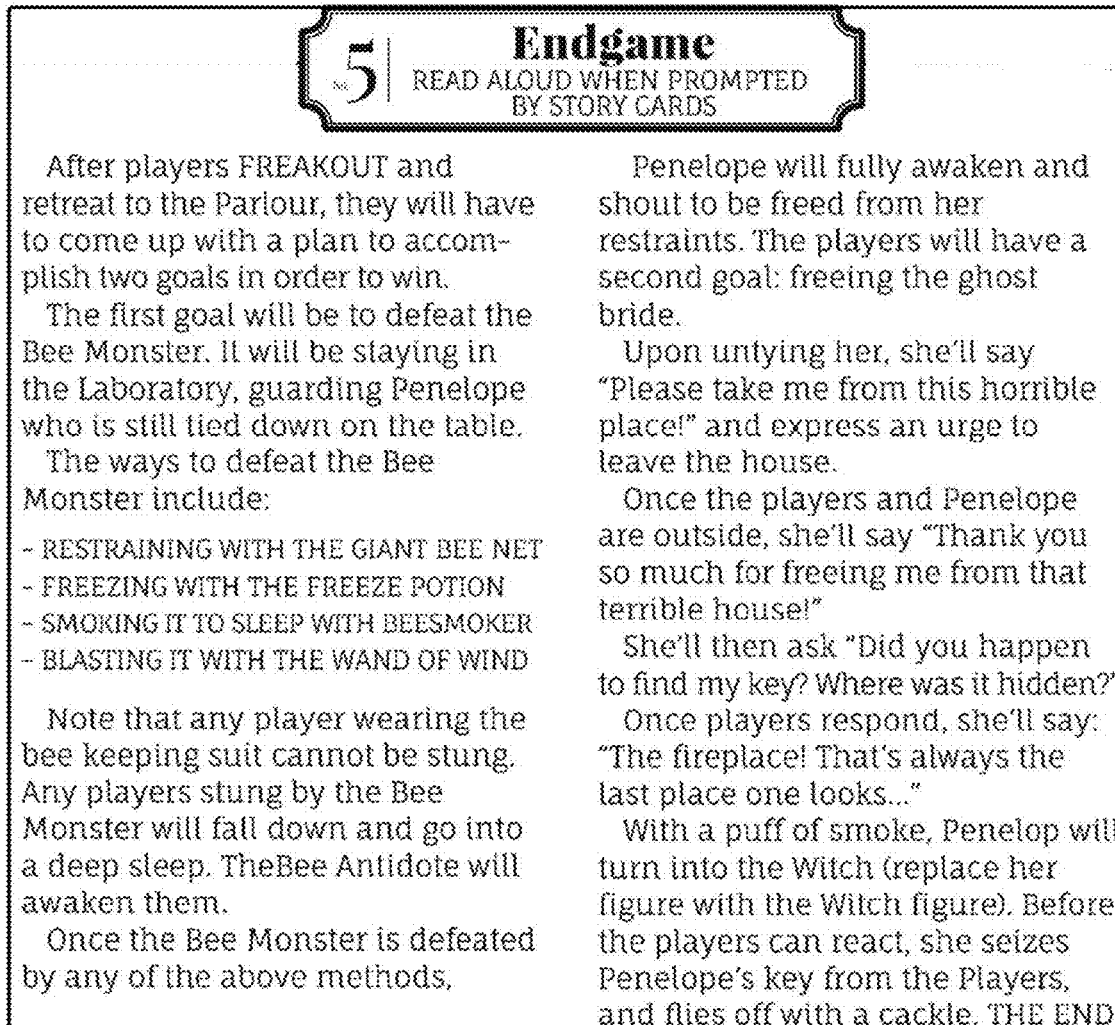 No. 5
Endgame
READ ALOUD WHEN PROMPTED
BY STORY CARDS
After players FREAKOUT and
retreat to the Parlour, they will have
to come up with a plan to accom-
plish two goals in order to win.
The first goal will be to defeat the
Bee Monster. It will be staying in
the Laboratory, guarding Penelope
who is still tied down on the table.
The ways to defeat the Bee
Monster include:
- RESTRAINING WITH THE GIANT BEE NET
- FREEZING WITH THE FREEZE POTION
- SMOKING IT TO SLEEP WITH BEESMOKER
- BLASTING IT WITH THE WAND OF WIND
Note that any player wearing the
bee keeping suit cannot be stung.
Any players stung by the Bee
Monster will fall down and go into
a deep sleep. TheBee Antidote will
awaken them.
Once the Bee Monster is defeated
by any of the above methods,
Penelope will fully awaken and
shout to be freed from her
restraints. The players will have a
second goal: freeing the ghost
bride.
Upon untying her, she'll say
“Please take me from this horrible
place!” and express an urge to
leave the house.
Once the players and Penelope
are outside, she'll say “Thank you
so much for freeing me from that
terrible house!”
She'll then ask “Did you happen
to find my key? Where was it hidden?”
Once players respond, she'll say:
“The fireplace! That's always the
last place one looks...”
With a puff of smoke, Penelop will
turn into the Witch (replace her
figure with the Witch figure). Before
the players can react, she seizes
Penelope's key from the Players,
and flies off with a cackle. THE END